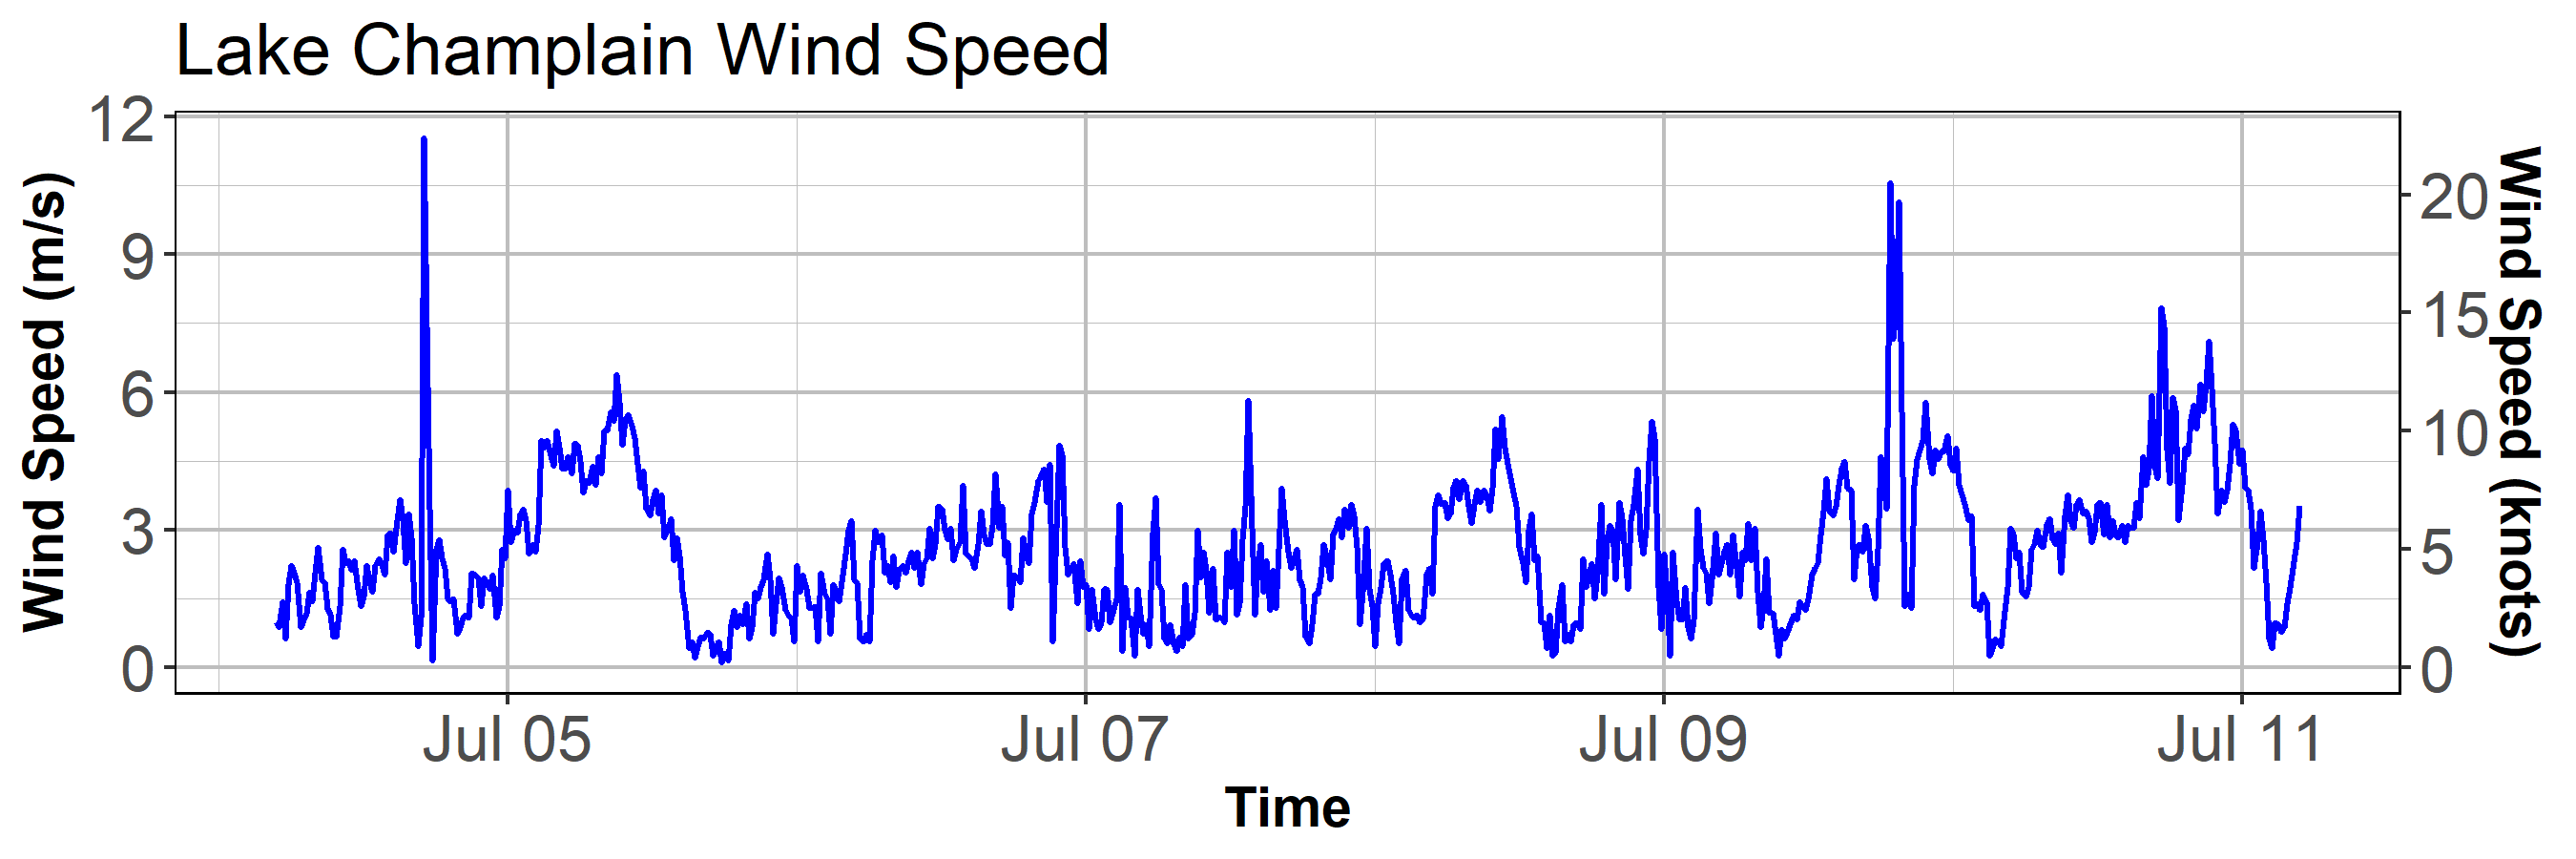 Lake Champlain Wind Speed
12
9
6
3
0
Wind Speed (m/s)
20
15
10
5
0
Wind Speed (knots)
Jul 05
Jul 07
Jul 09
Jul 11
Time